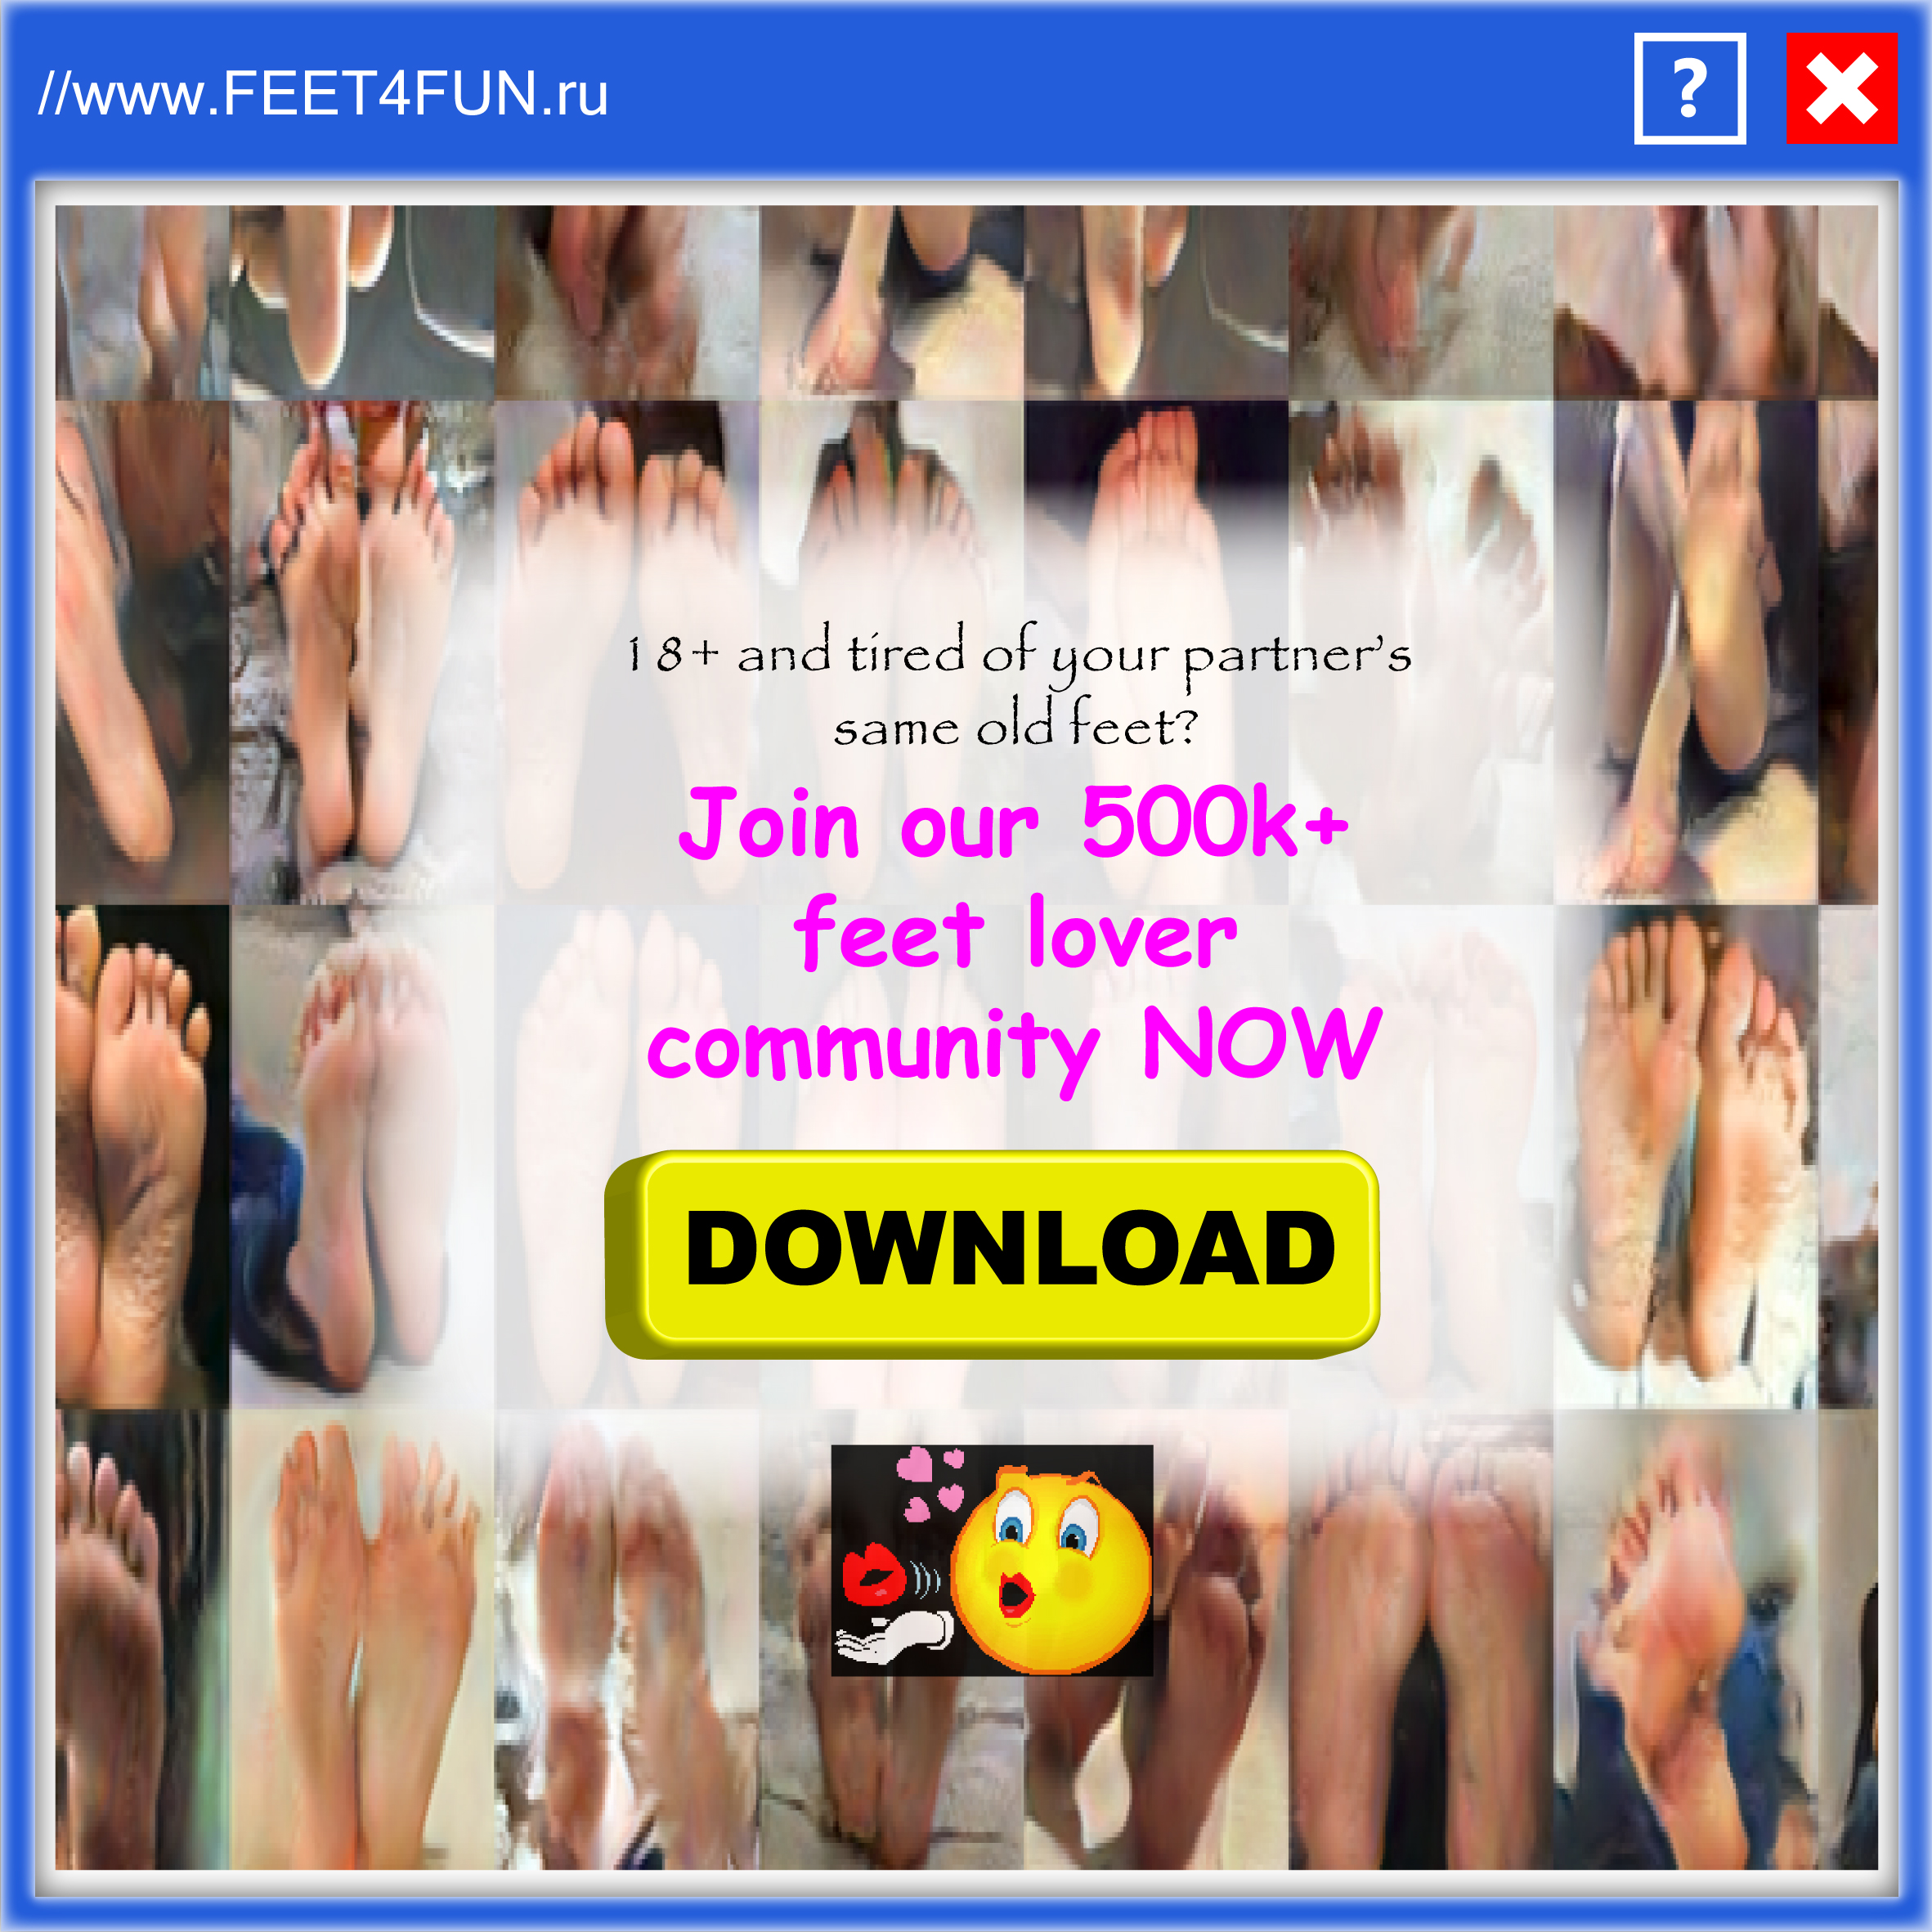 //www.FEET4FUN.ru
?
18+ and tired of your partner’s
same old feet?
Join our 500k+
feet lover
community NOW
DOWNLOAD